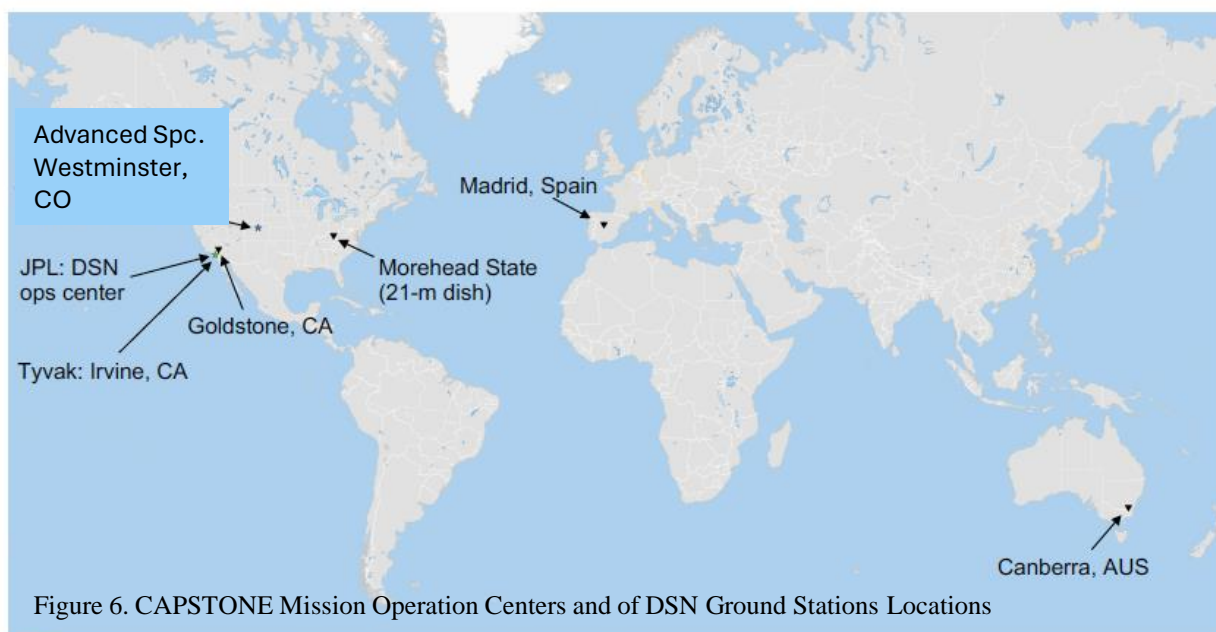 Advanced Spc.
Westminster,
CO
Madrid, Spain
JPL: DSN
ops center
Morehead State
(21-m dish)
Goldstone, CA
Tyvak: Irvine, CA
Canberra, AUS
Figure 6. CAPSTONE Mission Operation Centers and of DSN Ground Stations Locations